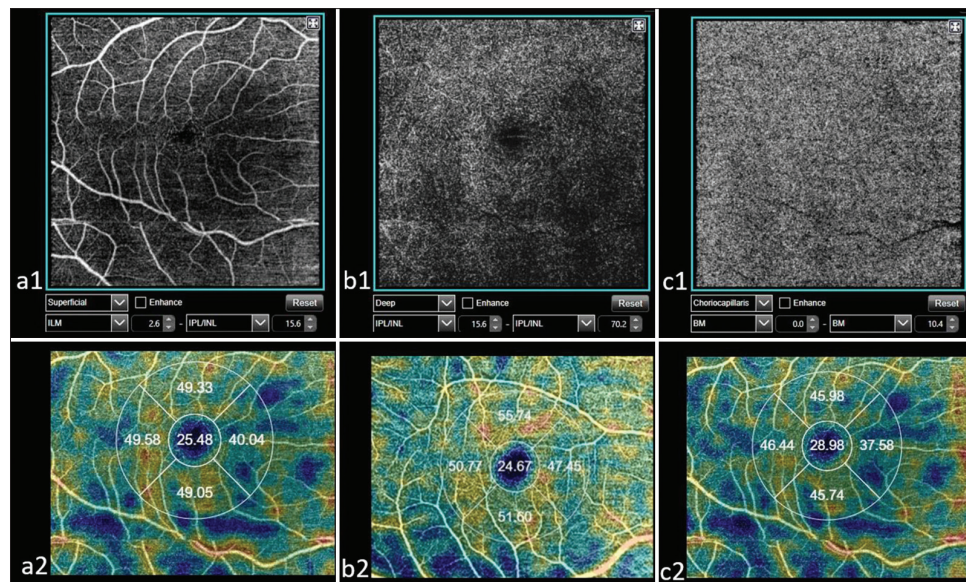 a1
Superficial Enhance Reset
ILM 2.6 - IPL/INL 15.6
b1
Deep Enhance Reset
IPL/INL 15.6 - IPL/INL 70.2
c1
Choriocapillaris Enhance Reset
BM 0.0 - BM 10.4
49.33
49.58 25.48 40.04
49.05
a2
55.74
50.77 24.67 47.45
51.60
b2
45.98
46.44 28.98 37.58
45.74
c2